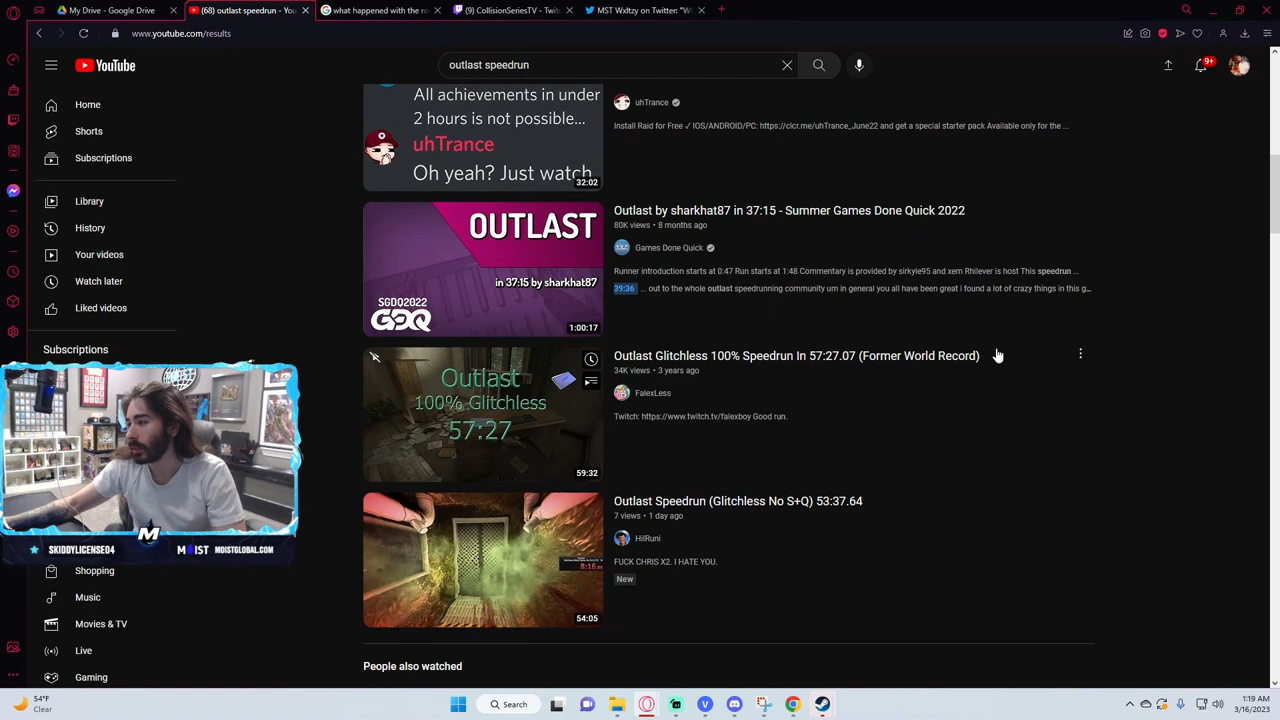 My Drive - Google Drive
(68) outlast speedrun - You
what happened with the ro
(9) CollisionSeriesTV - Twit
MST Wxltzy on Twitter: "W
www.youtube.com/results
YouTube
outlast speedrun
9+
Home
Shorts
Subscriptions
Library
History
Your videos
Watch later
Liked videos
Subscriptions
Shopping
Music
Movies & TV
Live
Gaming
All achievements in under
2 hours is not possible...
uhTrance
Oh yeah? Just watch
32:02
uhTrance
Install Raid for Free ✓ IOS/ANDROID/PC: https://clcr.me/uhTrance_June22 and get a special starter pack Available only for the ...
OUTLAST
in 37:15 by sharkhat87
SGDQ2022
GDQ
1:00:17
Outlast by sharkhat87 in 37:15 - Summer Games Done Quick 2022
80K views • 8 months ago
Games Done Quick
Runner introduction starts at 0:47 Run starts at 1:48 Commentary is provided by sirkyle95 and xem Rhilever is host This speedrun ...
39:36 ... out to the whole outlast speedrunning community um in general you all have been great i found a lot of crazy things in this g...
Outlast
100% Glitchless
57:27
59:32
Outlast Glitchless 100% Speedrun In 57:27.07 (Former World Record)
34K views • 3 years ago
FalexLess
Twitch: https://www.twitch.tv/falexboy Good run.
8:16
54:05
Outlast Speedrun (Glitchless No S+Q) 53:37.64
7 views • 1 day ago
HilRuni
FUCK CHRIS X2. I HATE YOU.
New
People also watched
M
SKIDDYLICENSE04
MOIST
MOISTGLOBAL.COM
54°F
Clear
Search
1:19 AM
3/16/2023